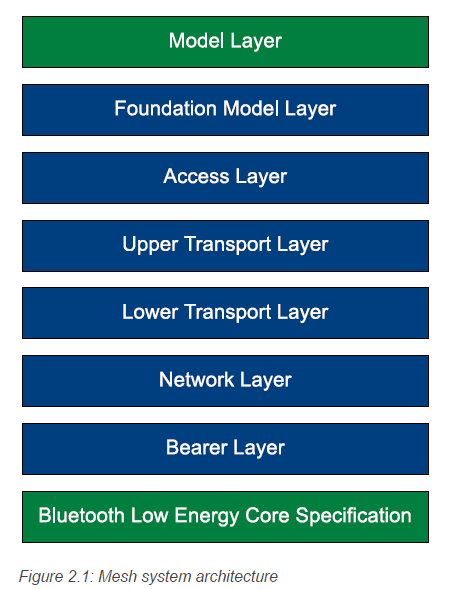 Model Layer
Foundation Model Layer
Access Layer
Upper Transport Layer
Lower Transport Layer
Network Layer
Bearer Layer
Bluetooth Low Energy Core Specification
Figure 2.1: Mesh system architecture